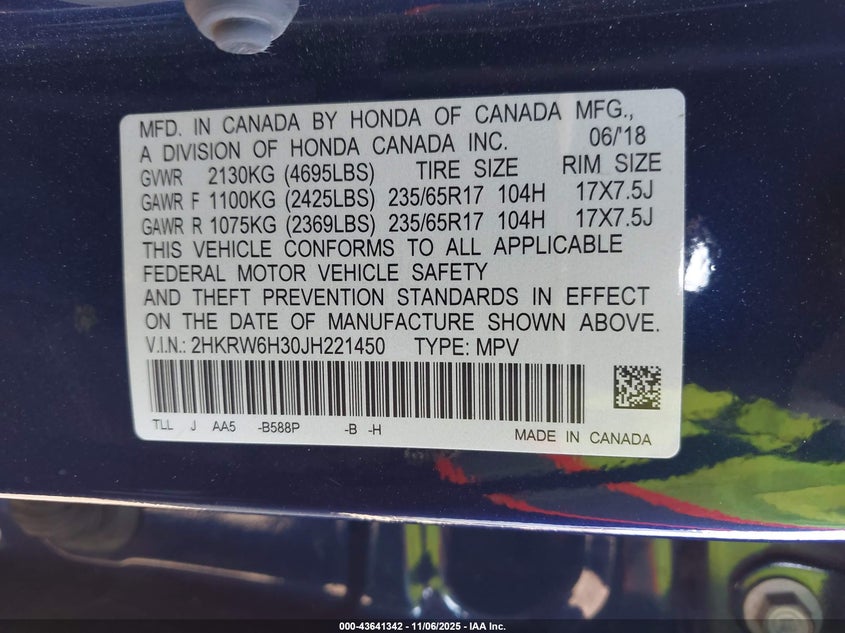 MFD. IN CANADA BY HONDA OF CANADA MFG.,
A DIVISION OF HONDA CANADA INC. 06/'18
GVWR 2130KG (4695LBS) TIRE SIZE RIM SIZE
GAWR F 1100KG (2425LBS) 235/65R17 104H 17X7.5J
GAWR R 1075KG (2369LBS) 235/65R17 104H 17X7.5J
THIS VEHICLE CONFORMS TO ALL APPLICABLE
FEDERAL MOTOR VEHICLE SAFETY
AND THEFT PREVENTION STANDARDS IN EFFECT
ON THE DATE OF MANUFACTURE SHOWN ABOVE.
V.I.N.: 2HKRW6H30JH221450 TYPE: MPV
TLL J AA5 -B588P -B -H
MADE IN CANADA
000-43641342 - 11/06/2025 - IAA Inc.